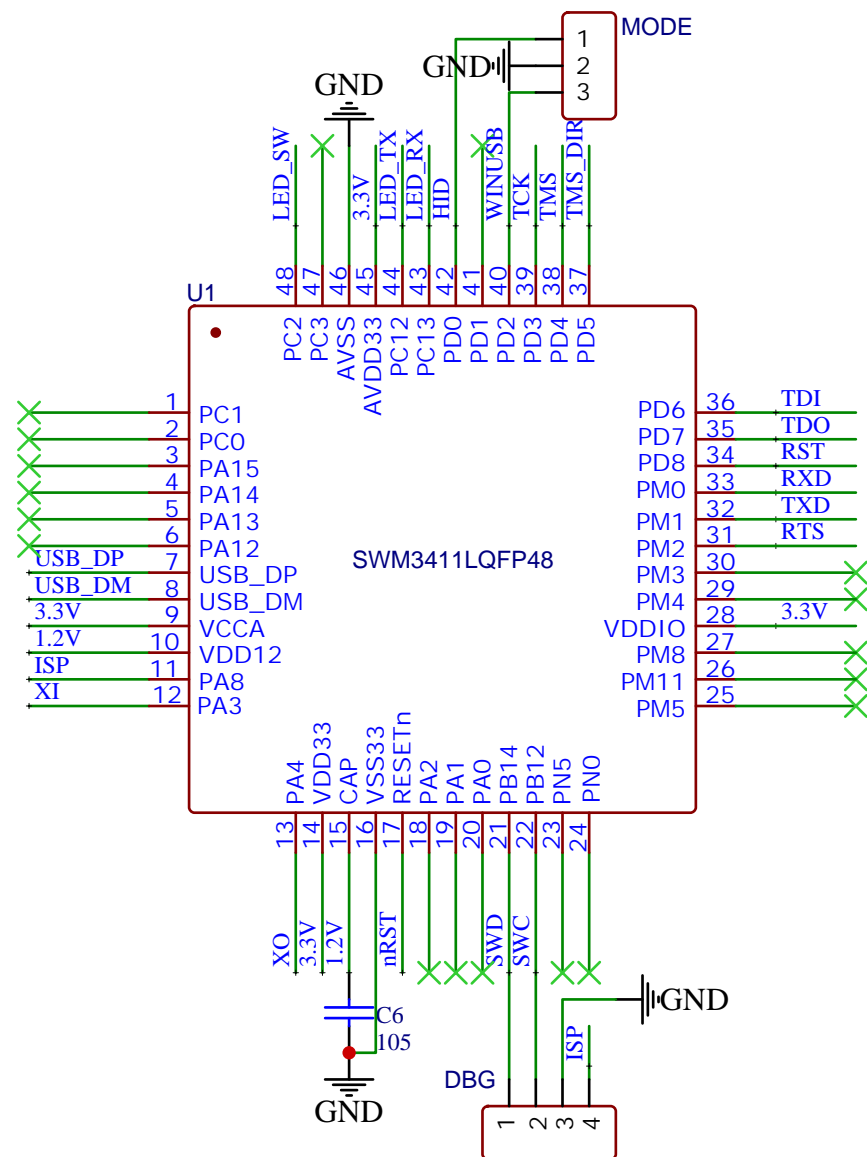 MODE
1
2
3
GND
GND
LED_SW
3.3V
LED_TX
LED_RX
HID
WINUSB
TCK
TMS
TMS_DIR
48
47
46
45
44
43
42
41
40
39
38
37
U1
PC2
PC3
AVSS
AVDD33
PC12
PC13
PD0
PD1
PD2
PD3
PD4
PD5
1 PC1
2 PC0
3 PA15
4 PA14
5 PA13
6 PA12
USB_DP 7 USB_DP
USB_DM 8 USB_DM
3.3V 9 VCCA
1.2V 10 VDD12
ISP 11 PA8
XI 12 PA3
SWM3411LQFP48
PD6 36 TDI
PD7 35 TDO
PD8 34 RST
PM0 33 RXD
PM1 32 TXD
PM2 31 RTS
PM3 30
PM4 29
VDDIO 28 3.3V
PM8 27
PM11 26
PM5 25
PA4
VDD33
CAP
VSS33
RESETn
PA2
PA1
PA0
PB14
PB12
PN5
PN0
13
14
15
16
17
18
19
20
21
22
23
24
XO
3.3V
1.2V
nRST
SWD
SWC
C6
105
GND
GND
ISP
DBG
1
2
3
4